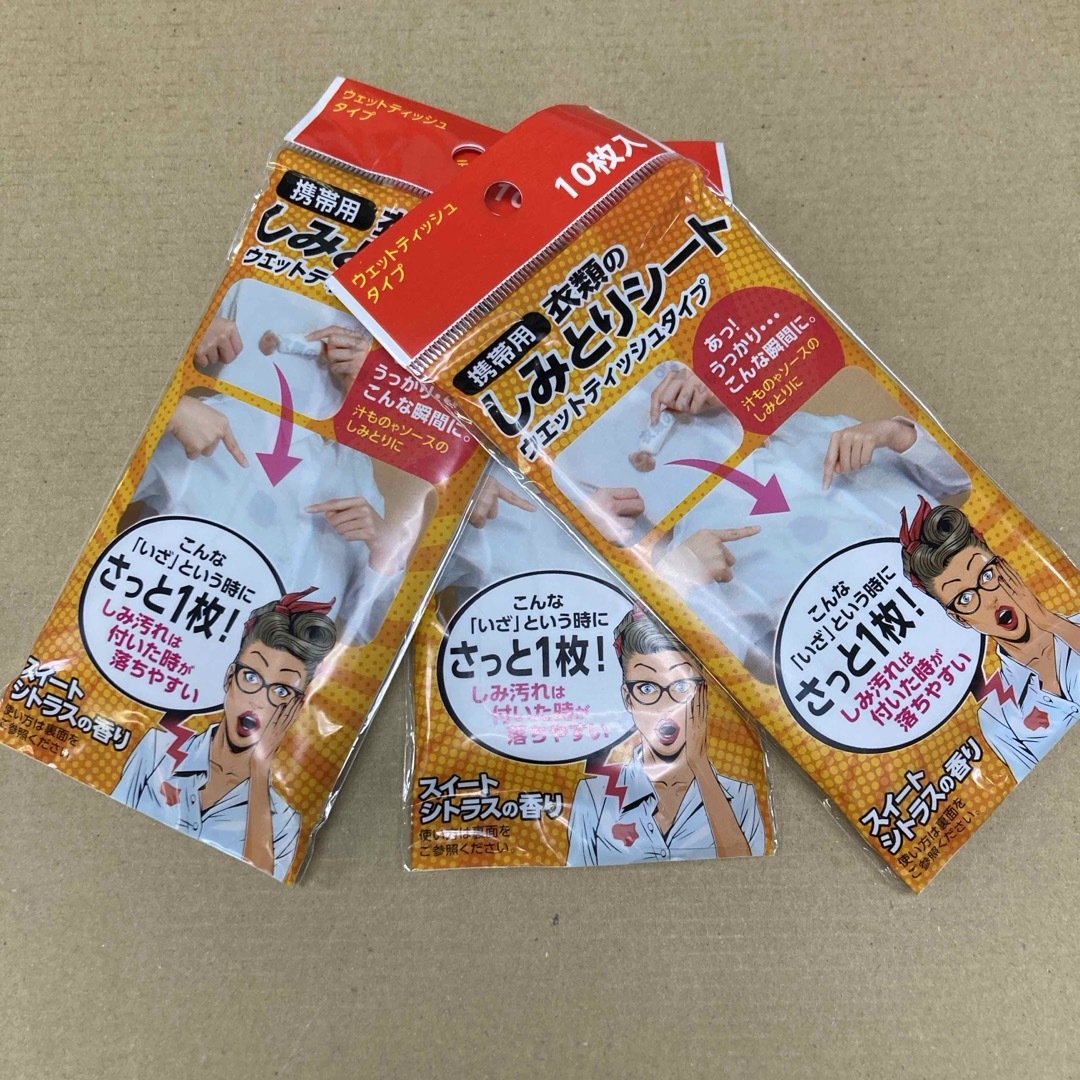 ウェットティッシュ
タイプ
携帯用
しみと
ウエットティ
うっかり
こんな瞬間に。
汁ものやソースの
しみとりに
こんな
「いざ」という時に
さっと1枚!
しみ汚れは
付いた時が
落ちやすい
スイート
シトラスの香り
使い方は裏面を
ご参照ください。
こんな
「いざ」という時に
さっと1枚!
しみ汚れは
付いた時が
落ちやすい
スイート
シトラスの香り
使い方は裏面を
ご参照ください。
10枚入
ウェットティッシュ
タイプ
携帯用 衣類の
しみとりシート
ウエットティッシュタイプ
あっ!
うっかり・・・
こんな瞬間に。
汁ものやソースの
しみとりに
こんな
「いざ」という時に
さっと1枚!
しみ汚れは
付いた時が
落ちやすい
スイート
シトラスの香り
使い方は裏面を
ご参照ください。